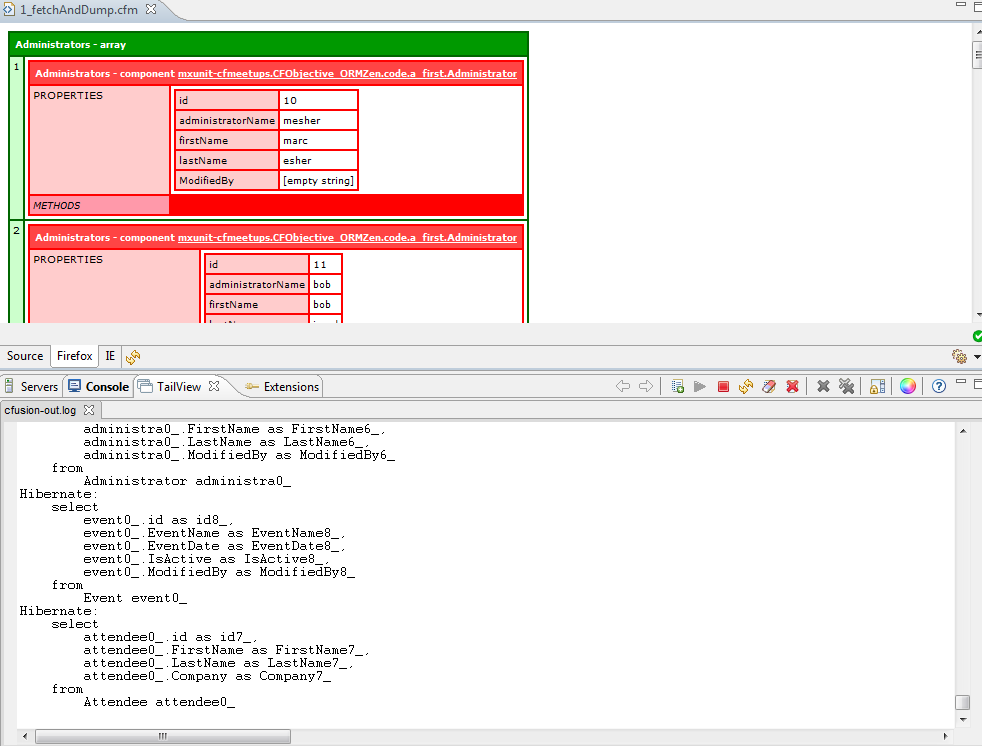 1_fetchAndDump.cfm
Administrators - array
1
Administrators - component mxunit-cfmeetups.CFObjective_ORMZen.code.a_first.Administrator
PROPERTIES
id 10
administratorName mesher
firstName marc
lastName esher
ModifiedBy [empty string]
METHODS
2
Administrators - component mxunit-cfmeetups.CFObjective_ORMZen.code.a_first.Administrator
PROPERTIES
id 11
administratorName bob
firstName bob
Source Firefox IE
Servers Console TailView Extensions
cfusion-out.log
administra0_.FirstName as FirstName6_,
administra0_.LastName as LastName6_,
administra0_.ModifiedBy as ModifiedBy6_
from
Administrator administra0_
Hibernate:
select
event0_.id as id8_,
event0_.EventName as EventName8_,
event0_.EventDate as EventDate8_,
event0_.IsActive as IsActive8_,
event0_.ModifiedBy as ModifiedBy8_
from
Event event0_
Hibernate:
select
attendee0_.id as id7_,
attendee0_.FirstName as FirstName7_,
attendee0_.LastName as LastName7_,
attendee0_.Company as Company7_
from
Attendee attendee0_